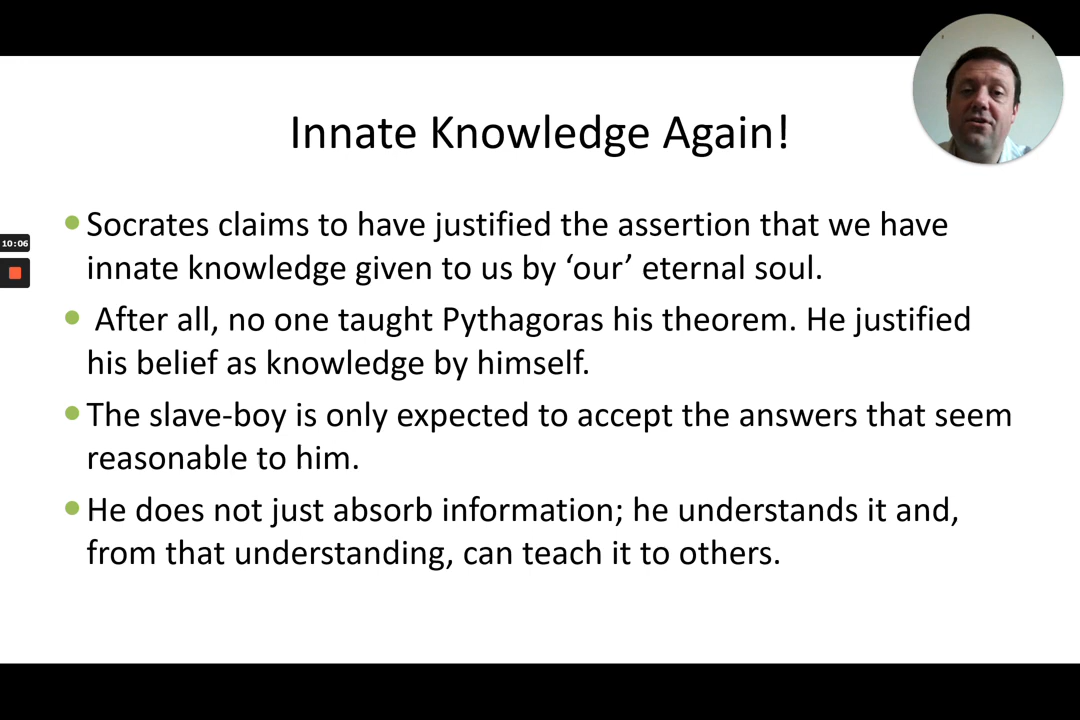 Innate Knowledge Again!
Socrates claims to have justified the assertion that we have
innate knowledge given to us by ‘our’ eternal soul.
After all, no one taught Pythagoras his theorem. He justified
his belief as knowledge by himself.
The slave-boy is only expected to accept the answers that seem
reasonable to him.
He does not just absorb information; he understands it and,
from that understanding, can teach it to others.
10:06